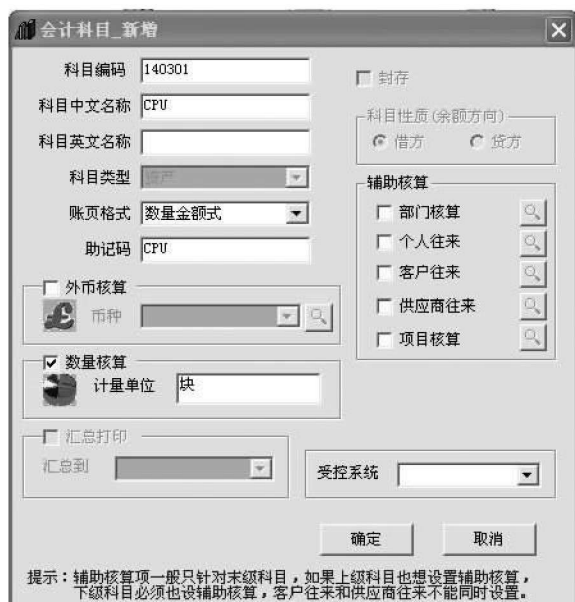 会计科目_新增
科目编码 140301
封存
科目中文名称 CPU
科目性质(余额方向)
科目英文名称
借方 贷方
科目类型 资产
辅助核算
账页格式 数量金额式
部门核算
助记码 CPU
个人往来
外币核算
客户往来
币种
供应商往来
项目核算
数量核算
计量单位 块
汇总打印
汇总到
受控系统
确定 取消
提示：辅助核算项一般只针对末级科目，如果上级科目也想设置辅助核算，
下级科目必须也设辅助核算，客户往来和供应商往来不能同时设置。